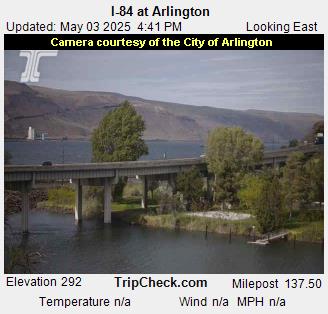 I-84 at Arlington
Updated: May 03 2025 4:41 PM Looking East
Camera courtesy of the City of Arlington
Elevation 292 TripCheck.com Milepost 137.50
Temperature n/a Wind n/a MPH n/a